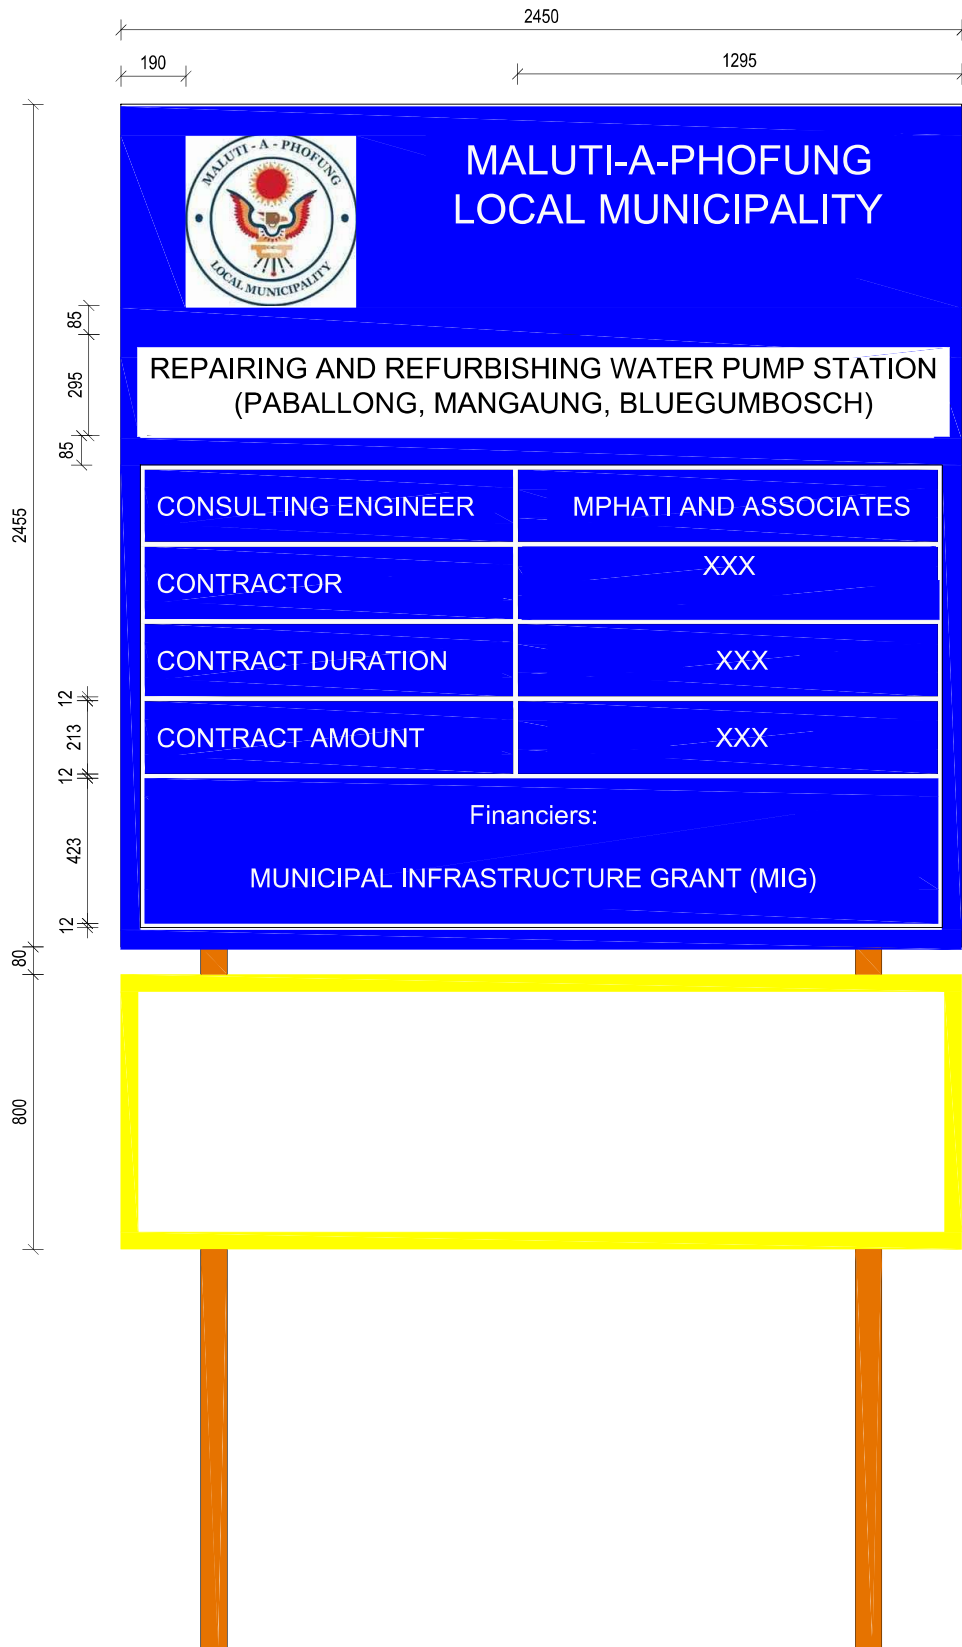 2450
190
1295
MALUTI - A - PHOFUNG
LOCAL MUNICIPALITY
MALUTI-A-PHOFUNG
LOCAL MUNICIPALITY
85
295
85
2455
REPAIRING AND REFURBISHING WATER PUMP STATION
(PABALLONG, MANGAUNG, BLUEGUMBOSCH)
CONSULTING ENGINEER
MPHATI AND ASSOCIATES
CONTRACTOR
XXX
CONTRACT DURATION
XXX
12
213
CONTRACT AMOUNT
XXX
12
423
Financiers:
MUNICIPAL INFRASTRUCTURE GRANT (MIG)
12
80
800